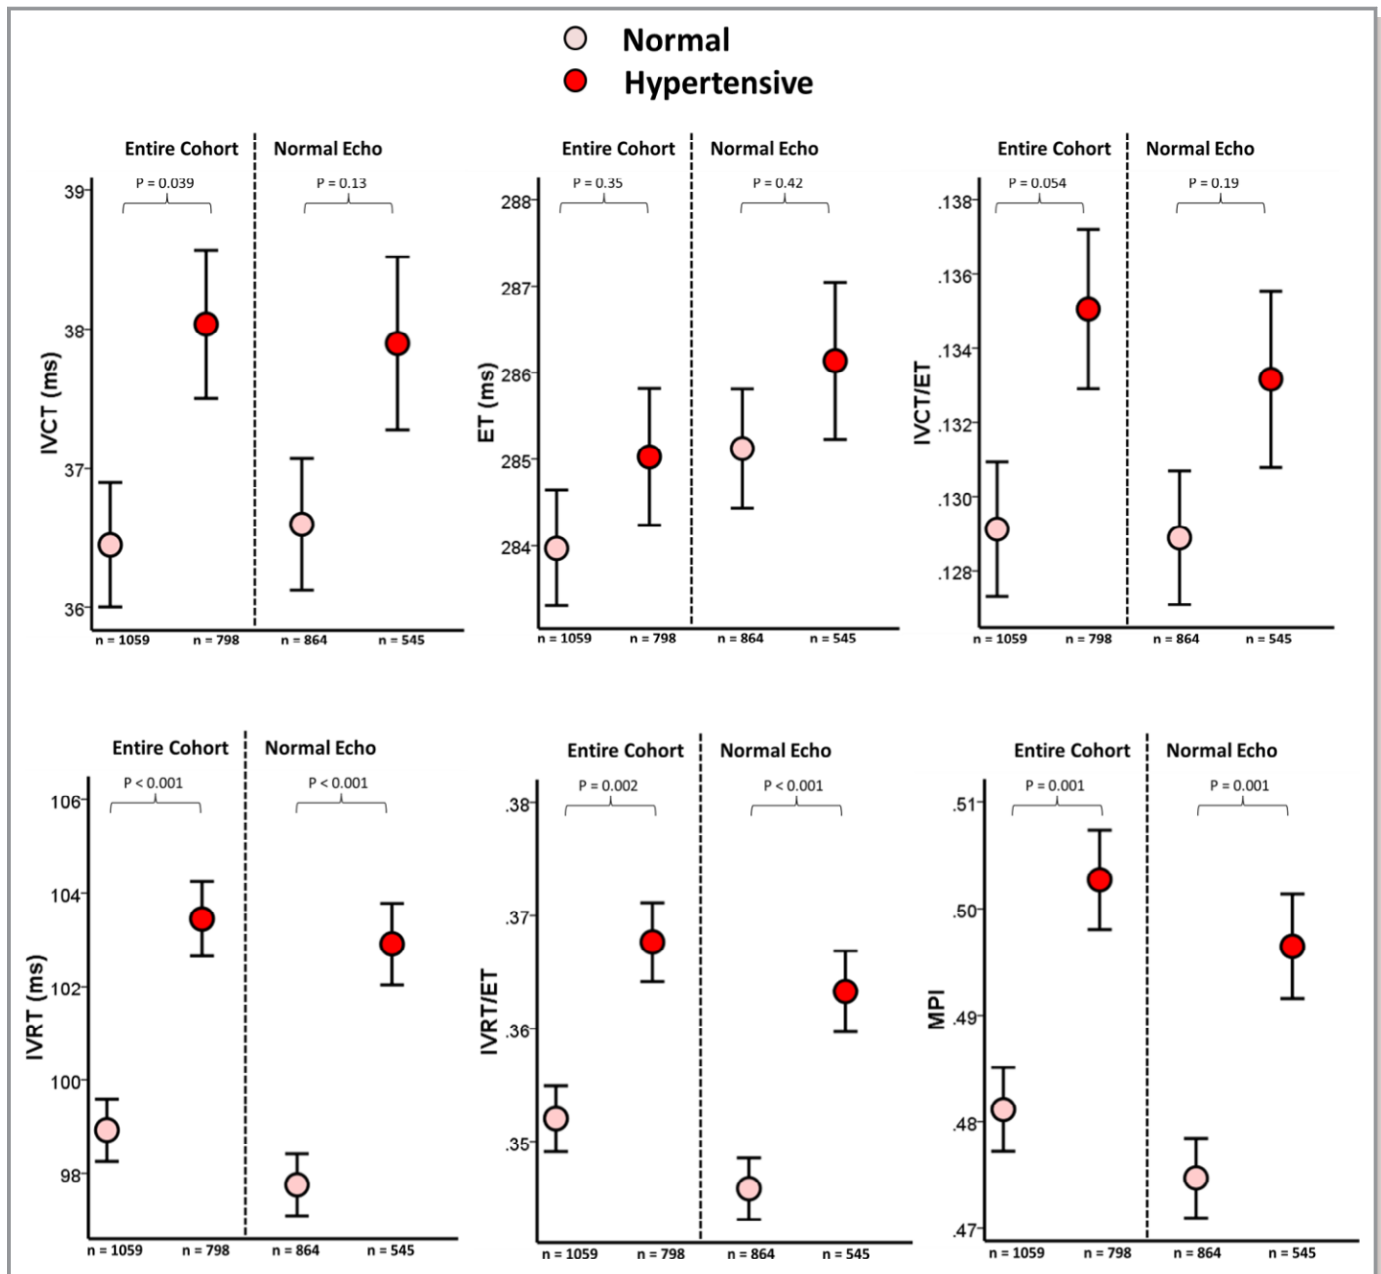 Normal
Hypertensive
Entire Cohort Normal Echo
P = 0.039 P = 0.13
39
38
37
36
IVCT (ms)
n = 1059 n = 798 n = 864 n = 545
Entire Cohort Normal Echo
P = 0.35 P = 0.42
288
287
286
285
284
ET (ms)
n = 1059 n = 798 n = 864 n = 545
Entire Cohort Normal Echo
P = 0.054 P = 0.19
.138
.136
.134
.132
.130
.128
IVCT/ET
n = 1059 n = 798 n = 864 n = 545
Entire Cohort Normal Echo
P < 0.001 P < 0.001
106
104
102
100
98
IVRT (ms)
n = 1059 n = 798 n = 864 n = 545
Entire Cohort Normal Echo
P = 0.002 P < 0.001
.38
.37
.36
.35
IVRT/ET
n = 1059 n = 798 n = 864 n = 545
Entire Cohort Normal Echo
P = 0.001 P = 0.001
.51
.50
.49
.48
.47
MPI
n = 1059 n = 798 n = 864 n = 545